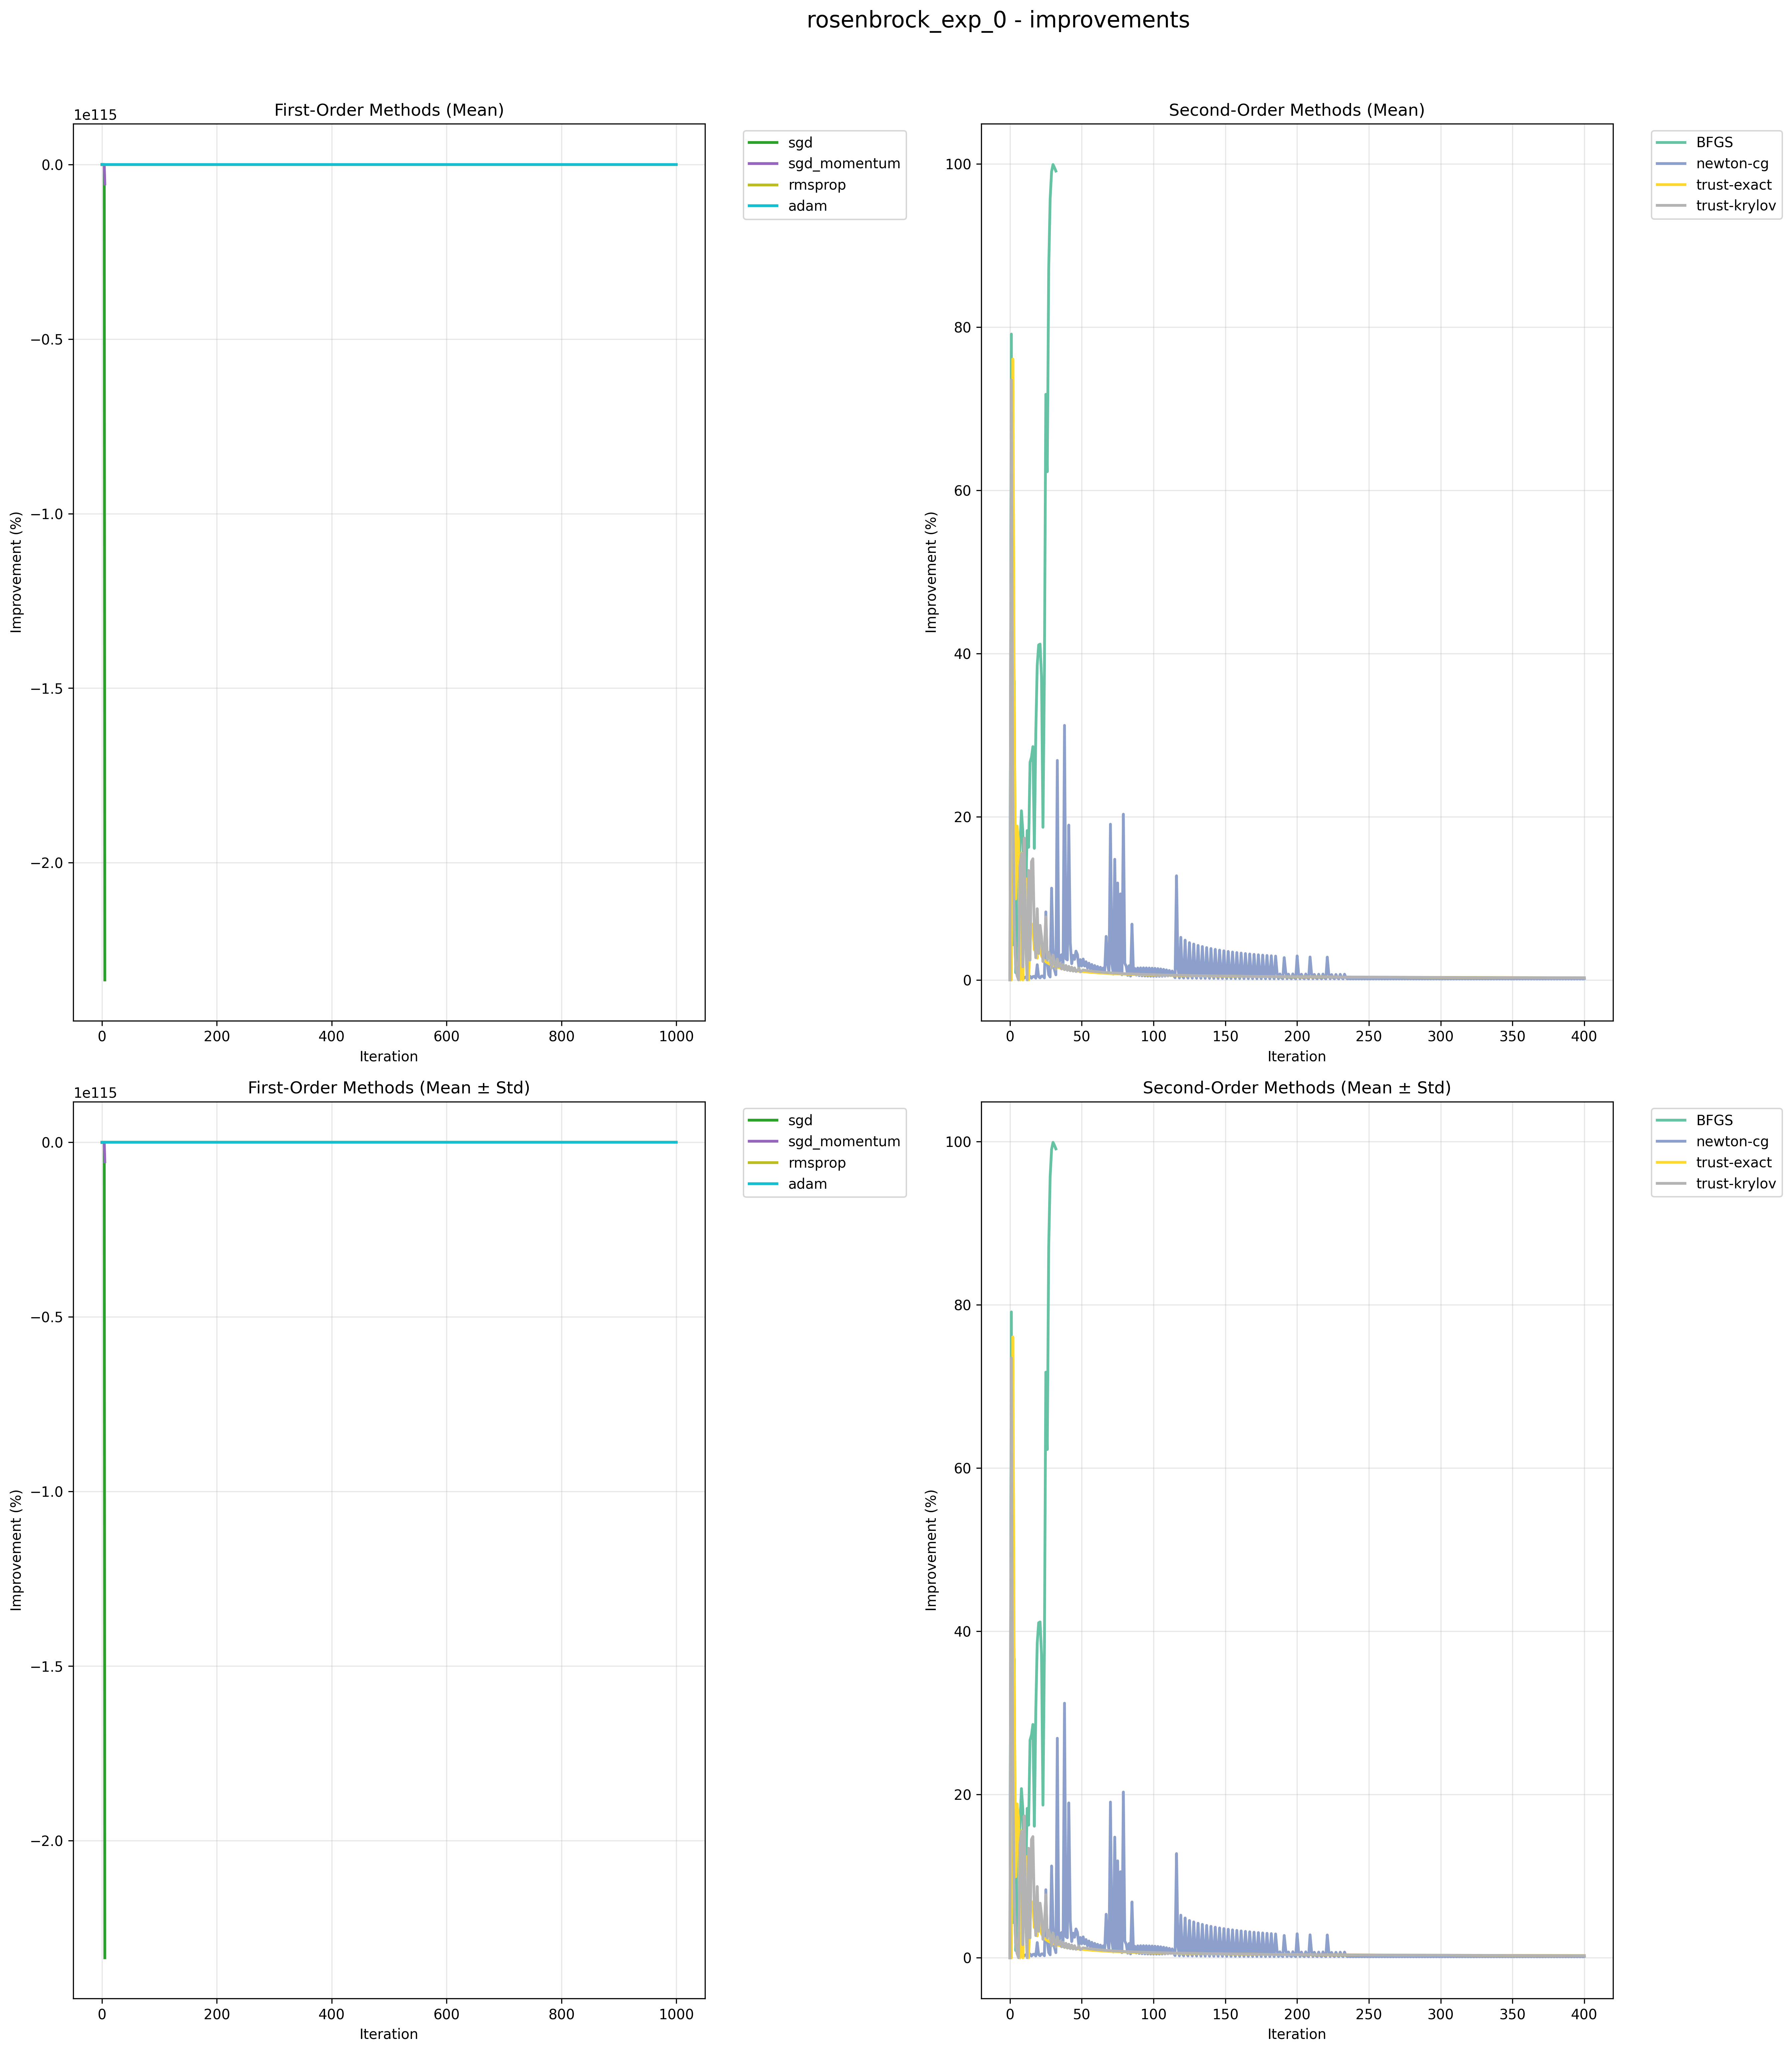 rosenbrock_exp_0 - improvements
First-Order Methods (Mean)
1e115
0.0
−0.5
−1.0
−1.5
−2.0
0 200 400 600 800 1000
Iteration
Improvement (%)
sgd
sgd_momentum
rmsprop
adam
Second-Order Methods (Mean)
100
80
60
40
20
0
0 50 100 150 200 250 300 350 400
Iteration
Improvement (%)
BFGS
newton-cg
trust-exact
trust-krylov
First-Order Methods (Mean ± Std)
1e115
0.0
−0.5
−1.0
−1.5
−2.0
0 200 400 600 800 1000
Iteration
Improvement (%)
sgd
sgd_momentum
rmsprop
adam
Second-Order Methods (Mean ± Std)
100
80
60
40
20
0
0 50 100 150 200 250 300 350 400
Iteration
Improvement (%)
BFGS
newton-cg
trust-exact
trust-krylov